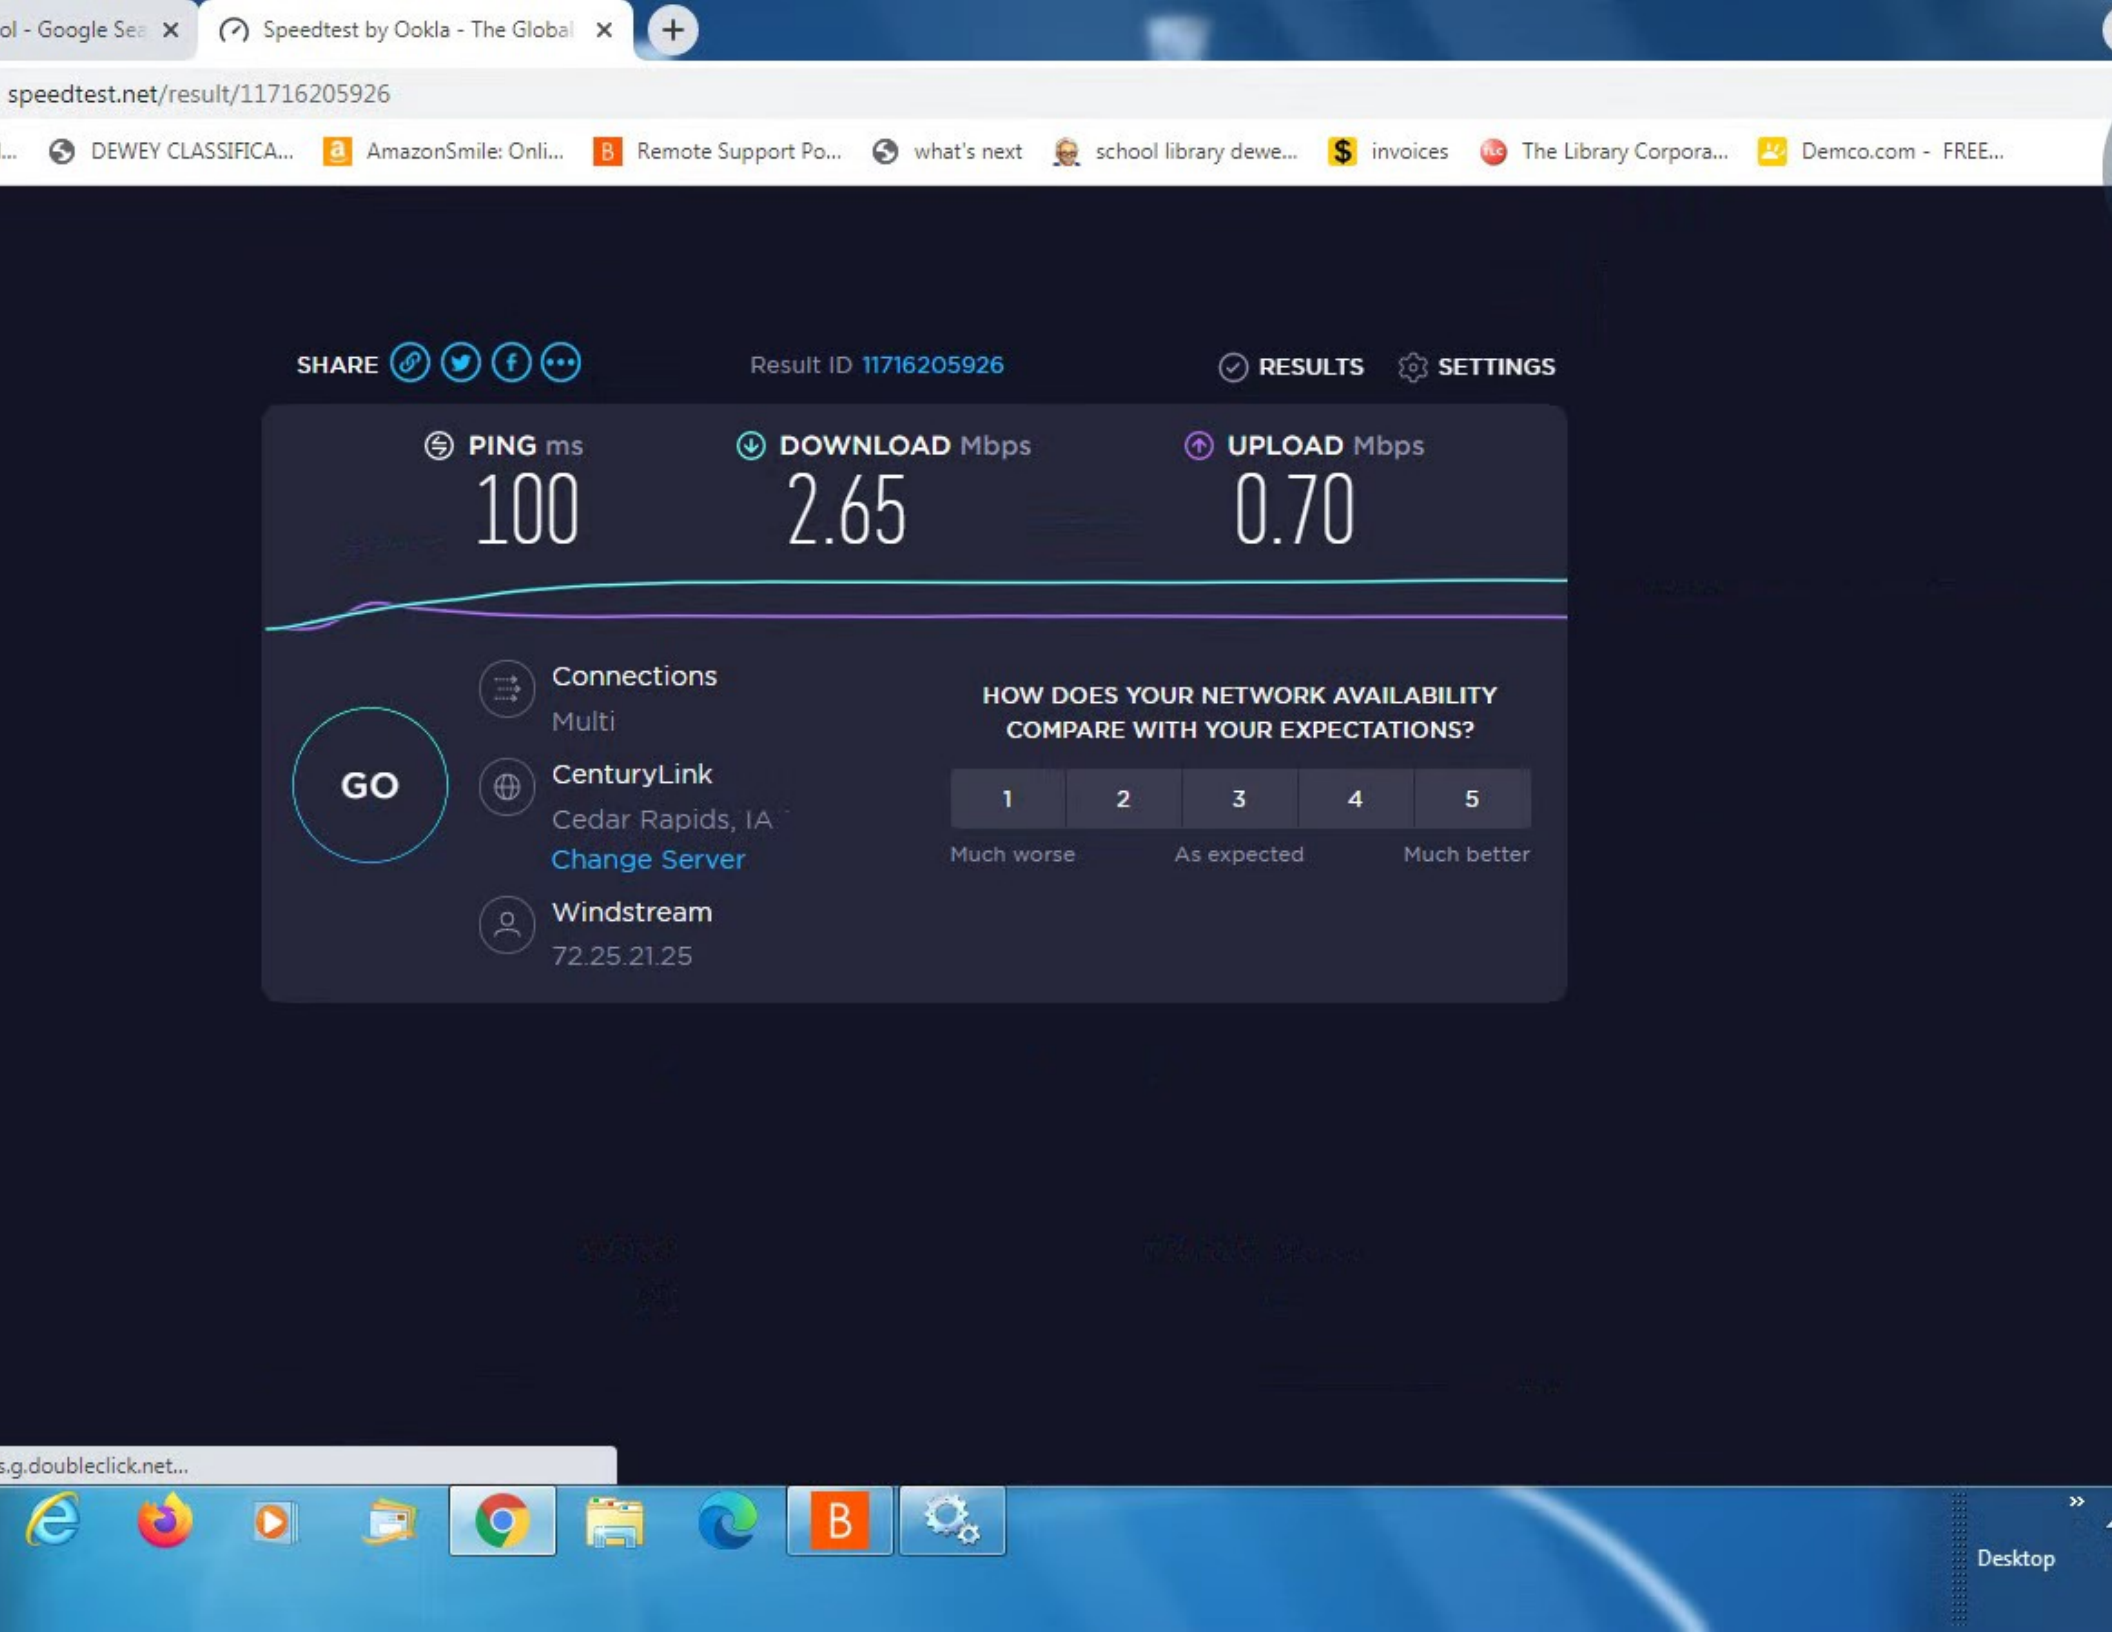 ol - Google Sea
Speedtest by Ookla - The Global
speedtest.net/result/11716205926
...
DEWEY CLASSIFICA...
AmazonSmile: Onli...
Remote Support Po...
what's next
school library dewe...
invoices
The Library Corpora...
Demco.com - FREE...
SHARE
Result ID 11716205926
RESULTS
SETTINGS
PING ms
DOWNLOAD Mbps
UPLOAD Mbps
100
2.65
0.70
Connections
Multi
HOW DOES YOUR NETWORK AVAILABILITY
COMPARE WITH YOUR EXPECTATIONS?
GO
CenturyLink
Cedar Rapids, IA
Change Server
1 2 3 4 5
Much worse
As expected
Much better
Windstream
72.25.21.25
s.g.doubleclick.net...
B
Desktop